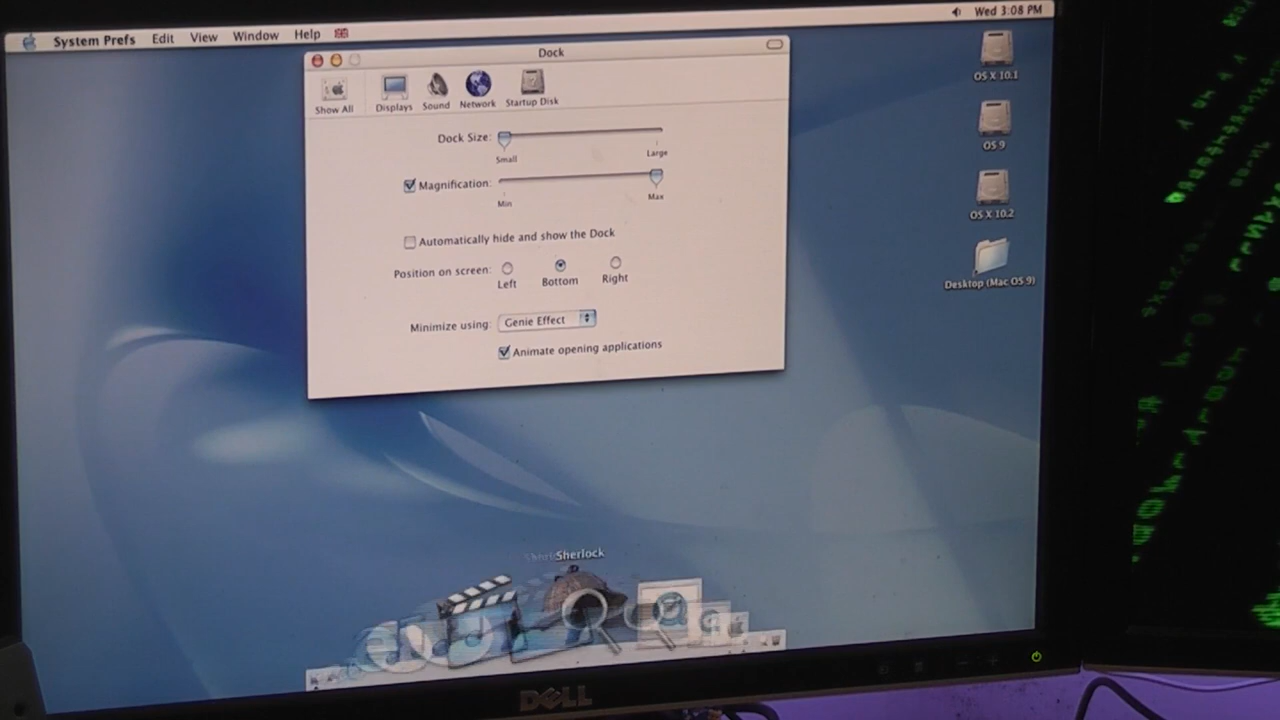 System Prefs Edit View Window Help
Wed 3:08 PM
Dock
Show All Displays Sound Network Startup Disk
Dock Size:
Small Large
Magnification:
Min Max
Automatically hide and show the Dock
Position on screen:
Left Bottom Right
Minimize using: Genie Effect
Animate opening applications
OS X 10.1
OS 9
OS X 10.2
Desktop (Mac OS 9)
Sherlock
DELL